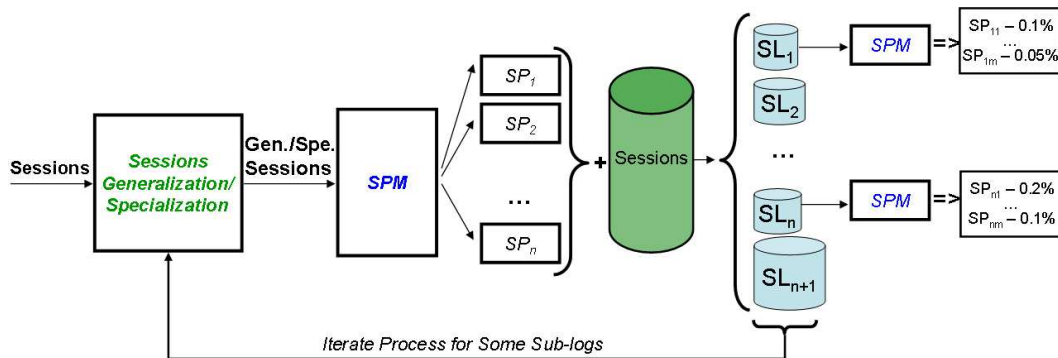 Sessions
Sessions
Generalization/
Specialization
Gen./Spe.
Sessions
SPM
SP1
SP2
...
SPn
+
Sessions
SL1
SL2
...
SLn
SLn+1
SPM
=>
SP11 – 0.1%
...
SP1m – 0.05%
SPM
=>
SPn1 – 0.2%
...
SPnm – 0.1%
Iterate Process for Some Sub-logs